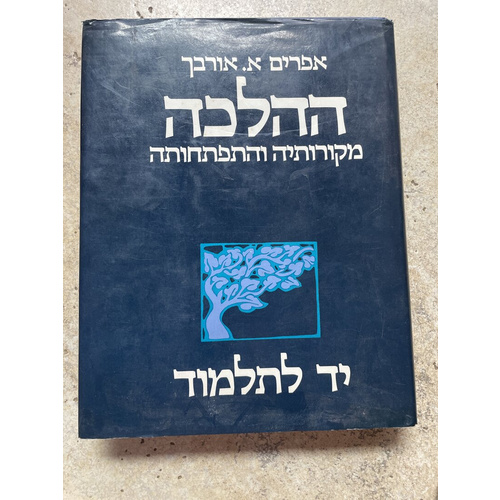 אפרים א. אורבך
ההלכה
מקורותיה והתפתחותה
יד לתלמוד